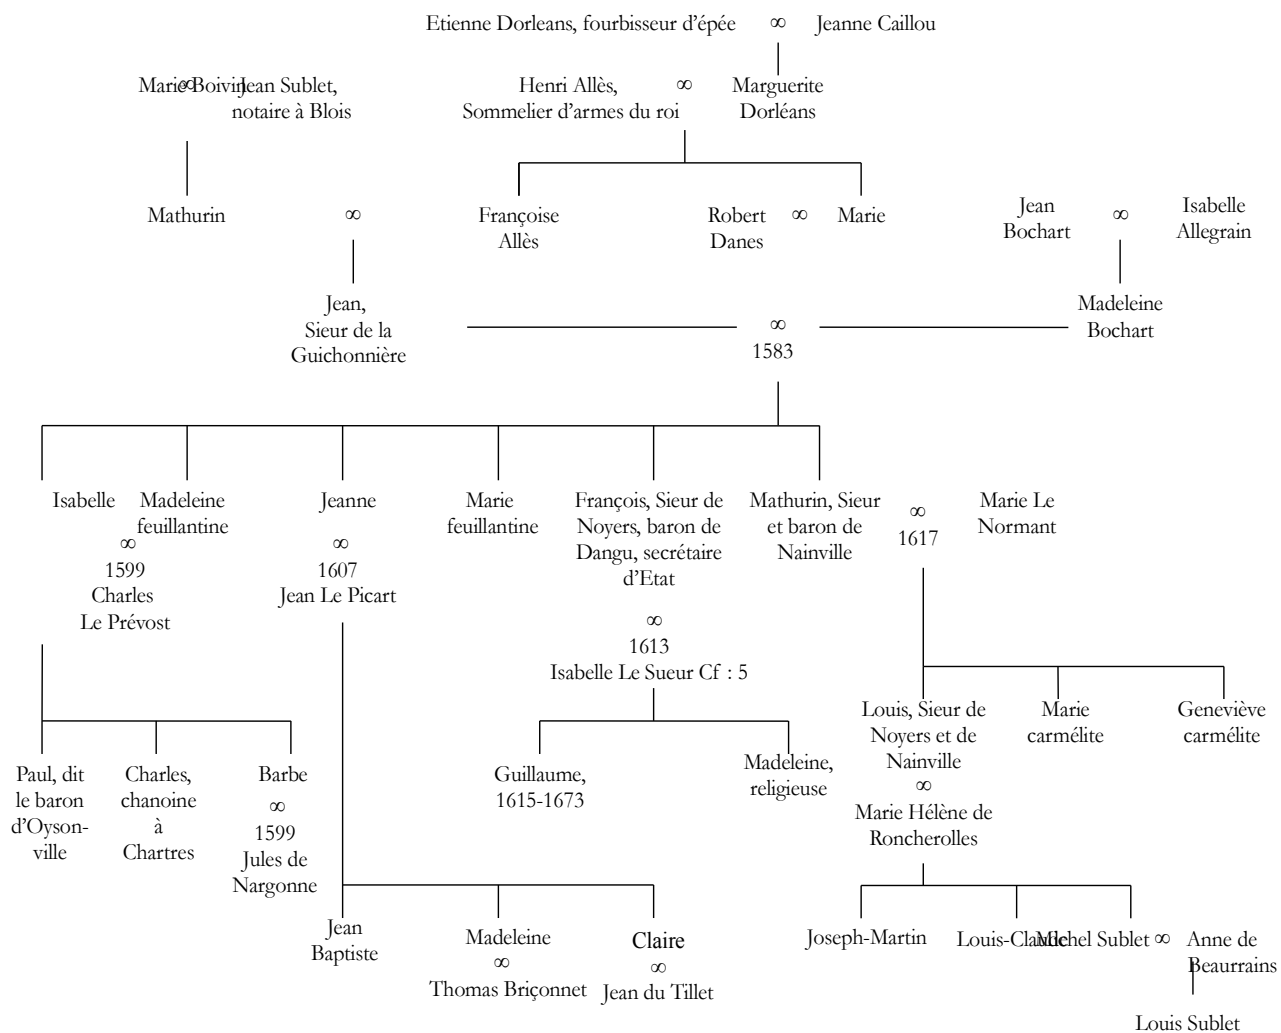 Etienne Dorleans, fourbisseur d'épée ∞ Jeanne Caillou
Marie Boivin ∞ Jean Sublet,
notaire à Blois
Henri Allès,
Sommelier d'armes du roi
∞
Marguerite
Dorléans
Mathurin
∞
Françoise
Allès
Robert
Danes
∞
Marie
Jean
Bochart
∞
Isabelle
Allegrain
Jean,
Sieur de la
Guichonnière
∞
1583
Madeleine
Bochart
Isabelle
∞
1599
Charles
Le Prévost
Madeleine
feuillantine
Jeanne
∞
1607
Jean Le Picart
Marie
feuillantine
François, Sieur de
Noyers, baron de
Dangu, secrétaire
d'Etat
∞
1613
Isabelle Le Sueur Cf : 5
Mathurin, Sieur
et baron de
Nainville
∞
1617
Marie Le
Normant
Paul, dit
le baron
d'Oyson-
ville
Charles,
chanoine
à
Chartres
Barbe
∞
1599
Jules de
Nargonne
Guillaume,
1615-1673
Madeleine,
religieuse
Louis, Sieur de
Noyers et de
Nainville
∞
Marie Hélène de
Roncherolles
Marie
carmélite
Geneviève
carmélite
Jean
Baptiste
Madeleine
∞
Thomas Briçonnet
Claire
∞
Jean du Tillet
Joseph-Martin
Louis-Claude
Michel Sublet ∞
Anne de
Beaurrains
Louis Sublet